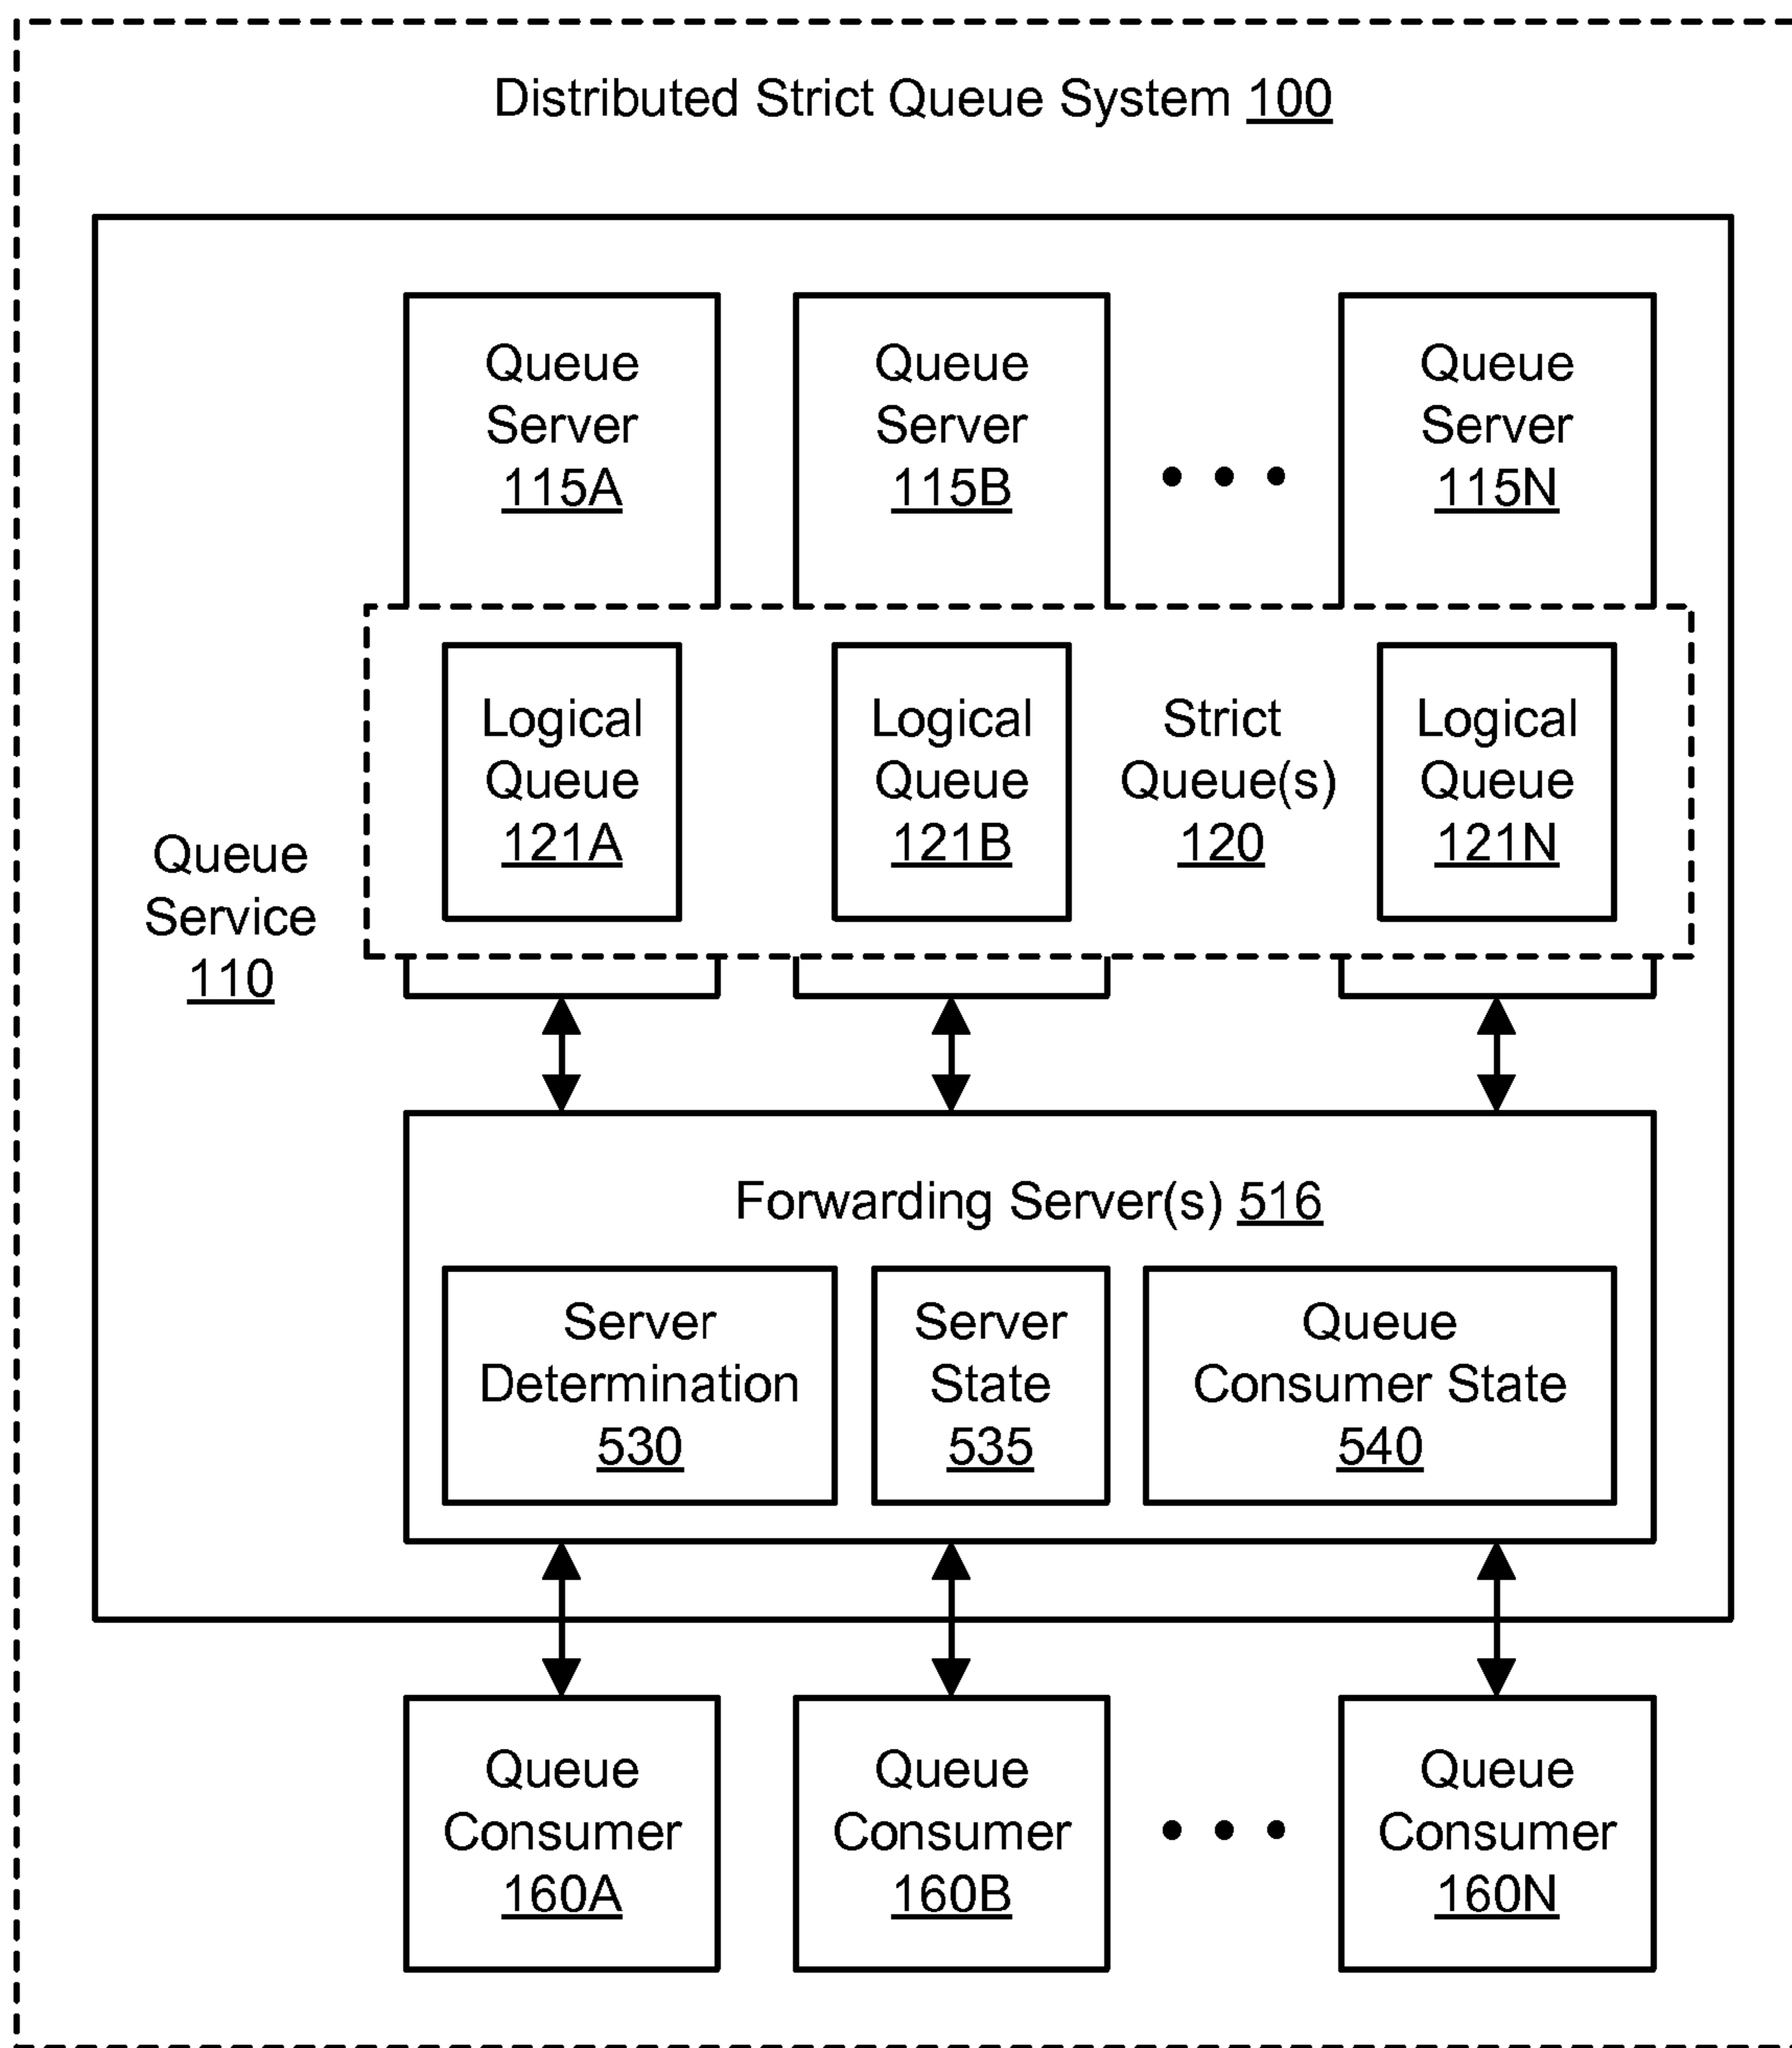 Distributed Strict Queue System 100
Queue
Server
115A
Queue
Server
115B
Queue
Server
115N
Logical
Queue
121A
Logical
Queue
121B
Strict
Queue(s)
120
Logical
Queue
121N
Queue
Service
110
Forwarding Server(s) 516
Server
Determination
530
Server
State
535
Queue
Consumer State
540
Queue
Consumer
160A
Queue
Consumer
160B
Queue
Consumer
160N